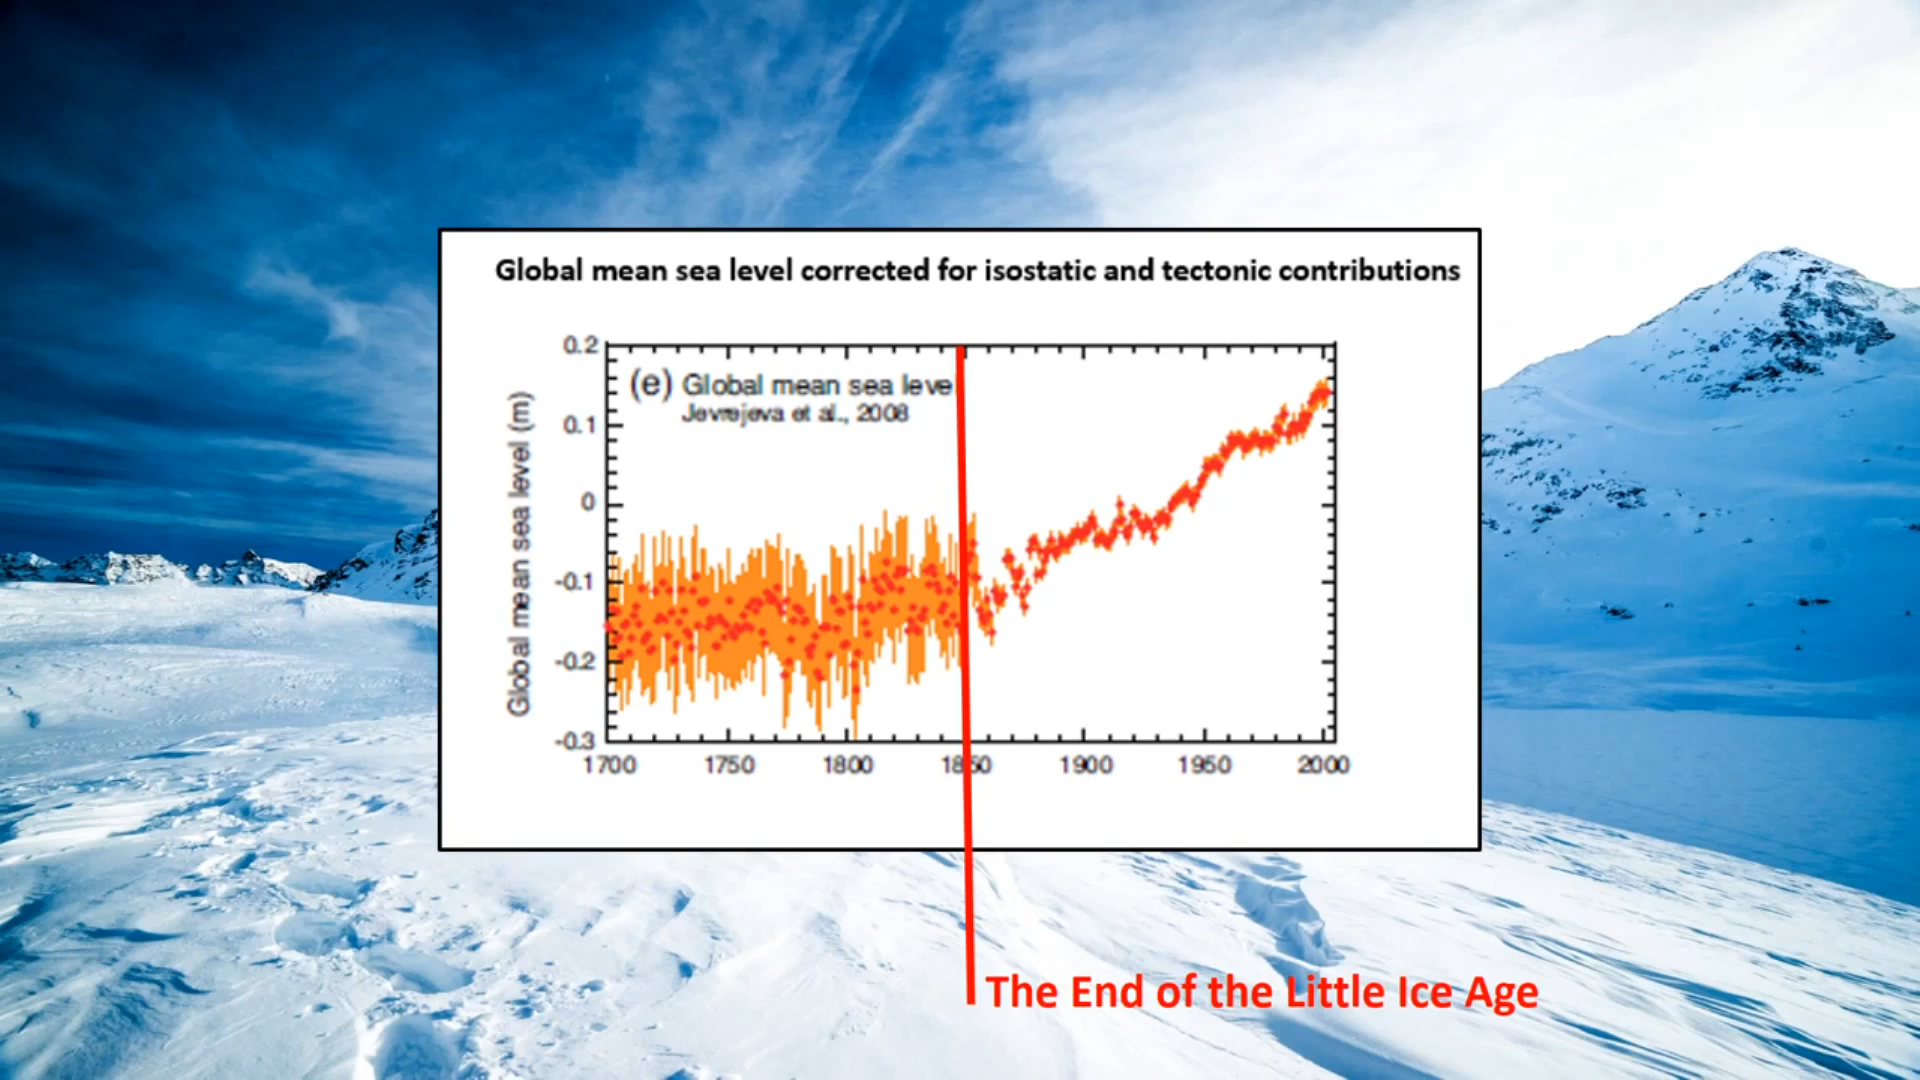 Global mean sea level corrected for isostatic and tectonic contributions
(e) Global mean sea leve
Jevrejeva et al., 2008
Global mean sea level (m)
0.2
0.1
0
-0.1
-0.2
-0.3
1700 1750 1800 1850 1900 1950 2000
The End of the Little Ice Age